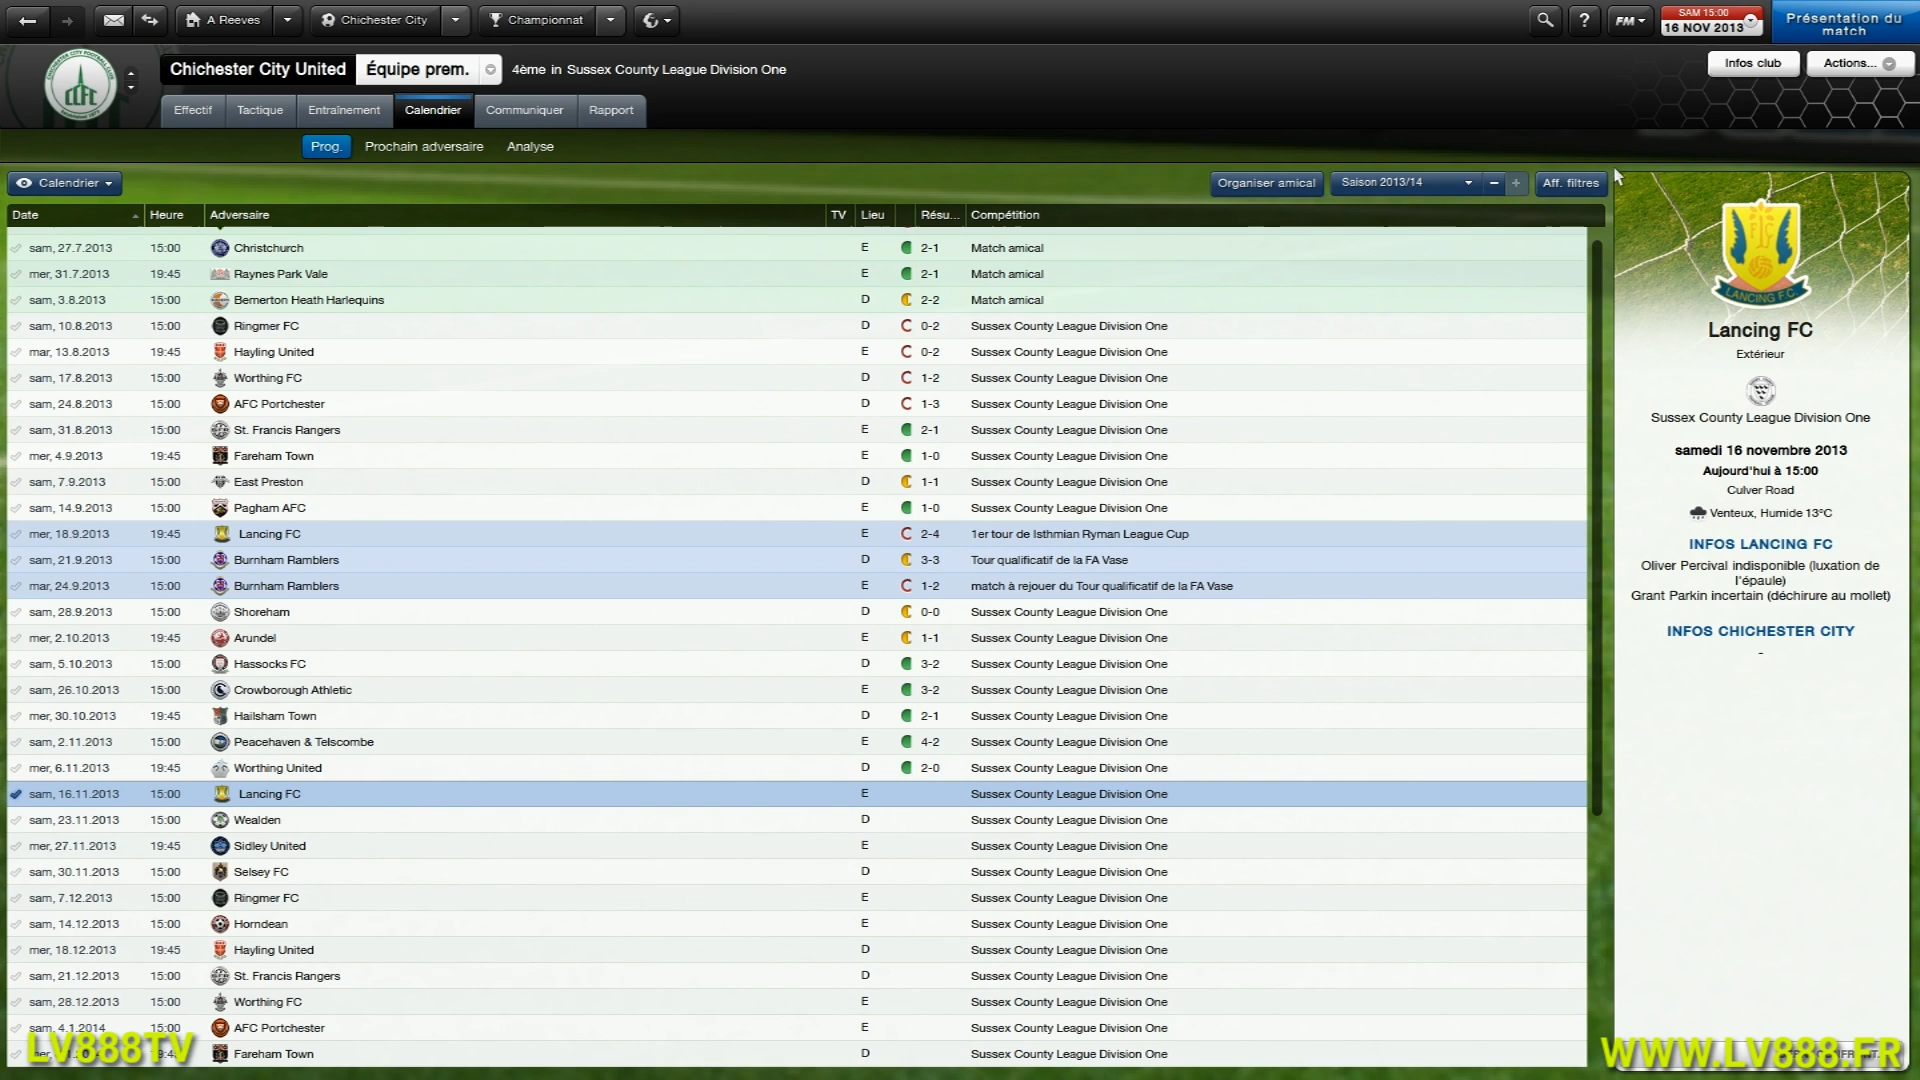 A Reeves
Chichester City
Championnat
?
FM
SAM 15:00
16 NOV 2013
Présentation du match
Chichester City United
Équipe prem.
4ème in Sussex County League Division One
Infos club
Actions...
Effectif
Tactique
Entraînement
Calendrier
Communiquer
Rapport
Prog.
Prochain adversaire
Analyse
Calendrier
Organiser amical
Saison 2013/14
Aff. filtres
Date Heure Adversaire TV Lieu Résu... Compétition
sam, 27.7.2013 15:00 Christchurch E 2-1 Match amical
mer, 31.7.2013 19:45 Raynes Park Vale E 2-1 Match amical
sam, 3.8.2013 15:00 Bemerton Heath Harlequins D 2-2 Match amical
sam, 10.8.2013 15:00 Ringmer FC D 0-2 Sussex County League Division One
mar, 13.8.2013 19:45 Hayling United E 0-2 Sussex County League Division One
sam, 17.8.2013 15:00 Worthing FC D 1-2 Sussex County League Division One
sam, 24.8.2013 15:00 AFC Portchester D 1-3 Sussex County League Division One
sam, 31.8.2013 15:00 St. Francis Rangers E 2-1 Sussex County League Division One
mer, 4.9.2013 19:45 Fareham Town E 1-0 Sussex County League Division One
sam, 7.9.2013 15:00 East Preston D 1-1 Sussex County League Division One
sam, 14.9.2013 15:00 Pagham AFC E 1-0 Sussex County League Division One
mer, 18.9.2013 19:45 Lancing FC E 2-4 1er tour de Isthmian Ryman League Cup
sam, 21.9.2013 15:00 Burnham Ramblers D 3-3 Tour qualificatif de la FA Vase
mar, 24.9.2013 15:00 Burnham Ramblers E 1-2 match à rejouer du Tour qualificatif de la FA Vase
sam, 28.9.2013 15:00 Shoreham D 0-0 Sussex County League Division One
mer, 2.10.2013 19:45 Arundel E 1-1 Sussex County League Division One
sam, 5.10.2013 15:00 Hassocks FC D 3-2 Sussex County League Division One
sam, 26.10.2013 15:00 Crowborough Athletic E 3-2 Sussex County League Division One
mer, 30.10.2013 19:45 Hailsham Town D 2-1 Sussex County League Division One
sam, 2.11.2013 15:00 Peacehaven & Telscombe E 4-2 Sussex County League Division One
mer, 6.11.2013 19:45 Worthing United D 2-0 Sussex County League Division One
sam, 16.11.2013 15:00 Lancing FC E Sussex County League Division One
sam, 23.11.2013 15:00 Wealden D Sussex County League Division One
mer, 27.11.2013 19:45 Sidley United E Sussex County League Division One
sam, 30.11.2013 15:00 Selsey FC D Sussex County League Division One
sam, 7.12.2013 15:00 Ringmer FC E Sussex County League Division One
sam, 14.12.2013 15:00 Horndean E Sussex County League Division One
mer, 18.12.2013 19:45 Hayling United D Sussex County League Division One
sam, 21.12.2013 15:00 St. Francis Rangers D Sussex County League Division One
sam, 28.12.2013 15:00 Worthing FC E Sussex County League Division One
sam, 4.1.2014 15:00 AFC Portchester E Sussex County League Division One
Fareham Town D Sussex County League Division One
LANCING F.C.
Lancing FC
Extérieur
Sussex County League Division One
samedi 16 novembre 2013
Aujourd'hui à 15:00
Culver Road
Venteux, Humide 13°C
INFOS LANCING FC
Oliver Percival indisponible (luxation de
l'épaule)
Grant Parkin incertain (déchirure au mollet)
INFOS CHICHESTER CITY
-
LV888TV
WWW.LV888.FR